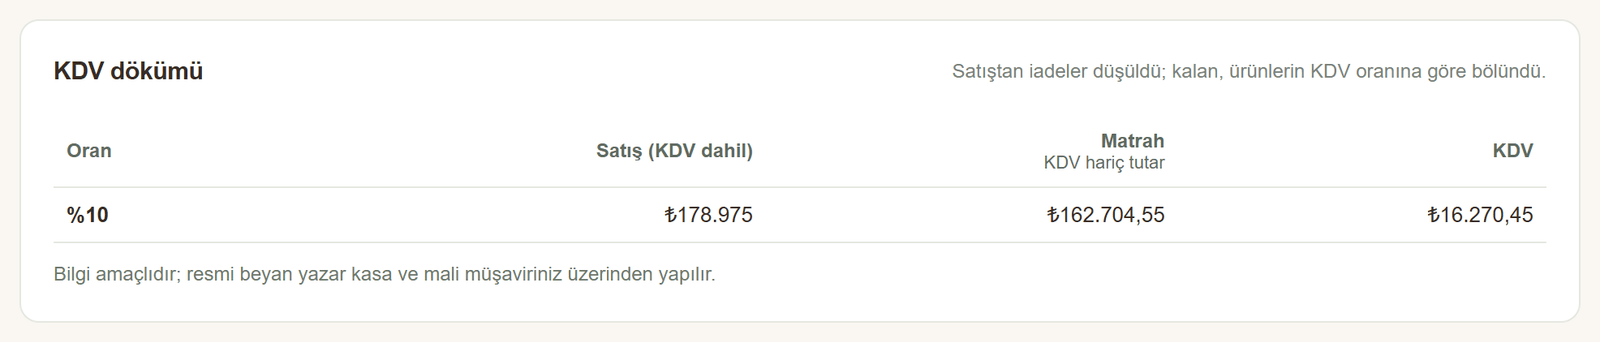 KDV dökümü
Satıştan iadeler düşüldü; kalan, ürünlerin KDV oranına göre bölündü.
Oran
Satış (KDV dahil)
Matrah
KDV hariç tutar
KDV
%10
₺178.975
₺162.704,55
₺16.270,45
Bilgi amaçlıdır; resmi beyan yazar kasa ve mali müşaviriniz üzerinden yapılır.